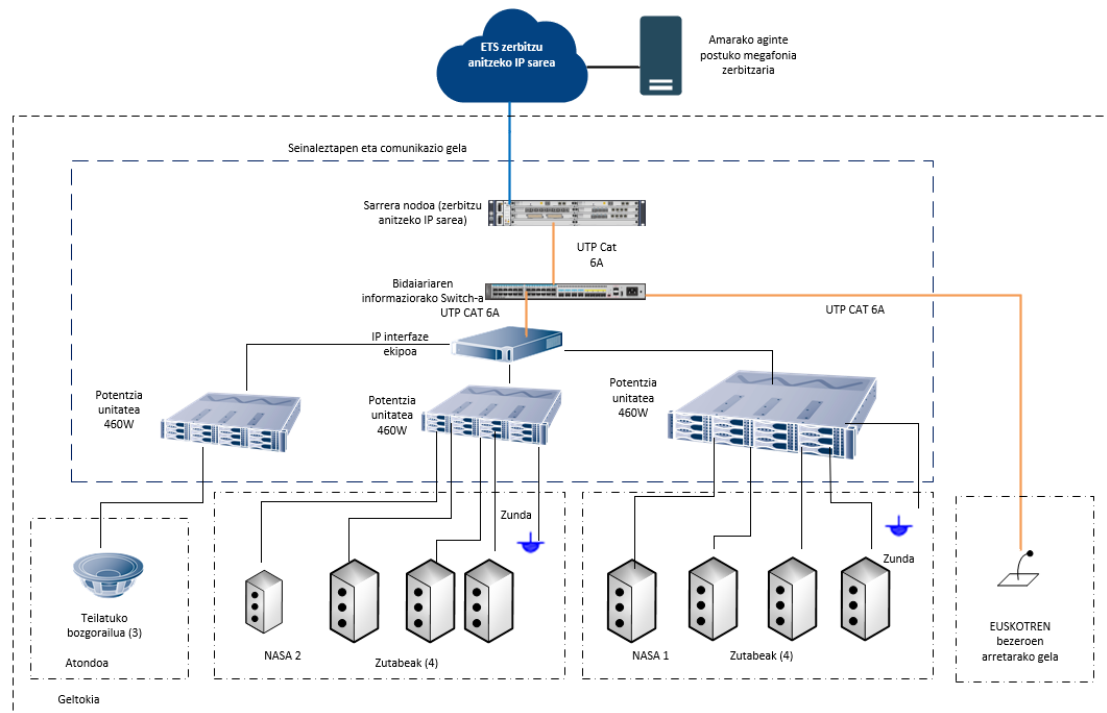 ETS zerbitzu
anitzeko IP sarea
Amarako aginte
postuko megafonia
zerbitzaria
Seinaleztapen eta comunikazio gela
Sarrera nodoa (zerbitzu
anitzeko IP sarea)
UTP Cat
6A
Bidaiariaren
informaziorako Switch-a
UTP CAT 6A
UTP CAT 6A
IP interfaze
ekipoa
Potentzia
unitatea
460W
Potentzia
unitatea
460W
Potentzia
unitatea
460W
Zunda
Zunda
Teilatuko
bozgorailua (3)
Atondoa
NASA 2
Zutabeak (4)
NASA 1
Zutabeak (4)
EUSKOTREN
bezeroen
arretarako gela
Geltokia